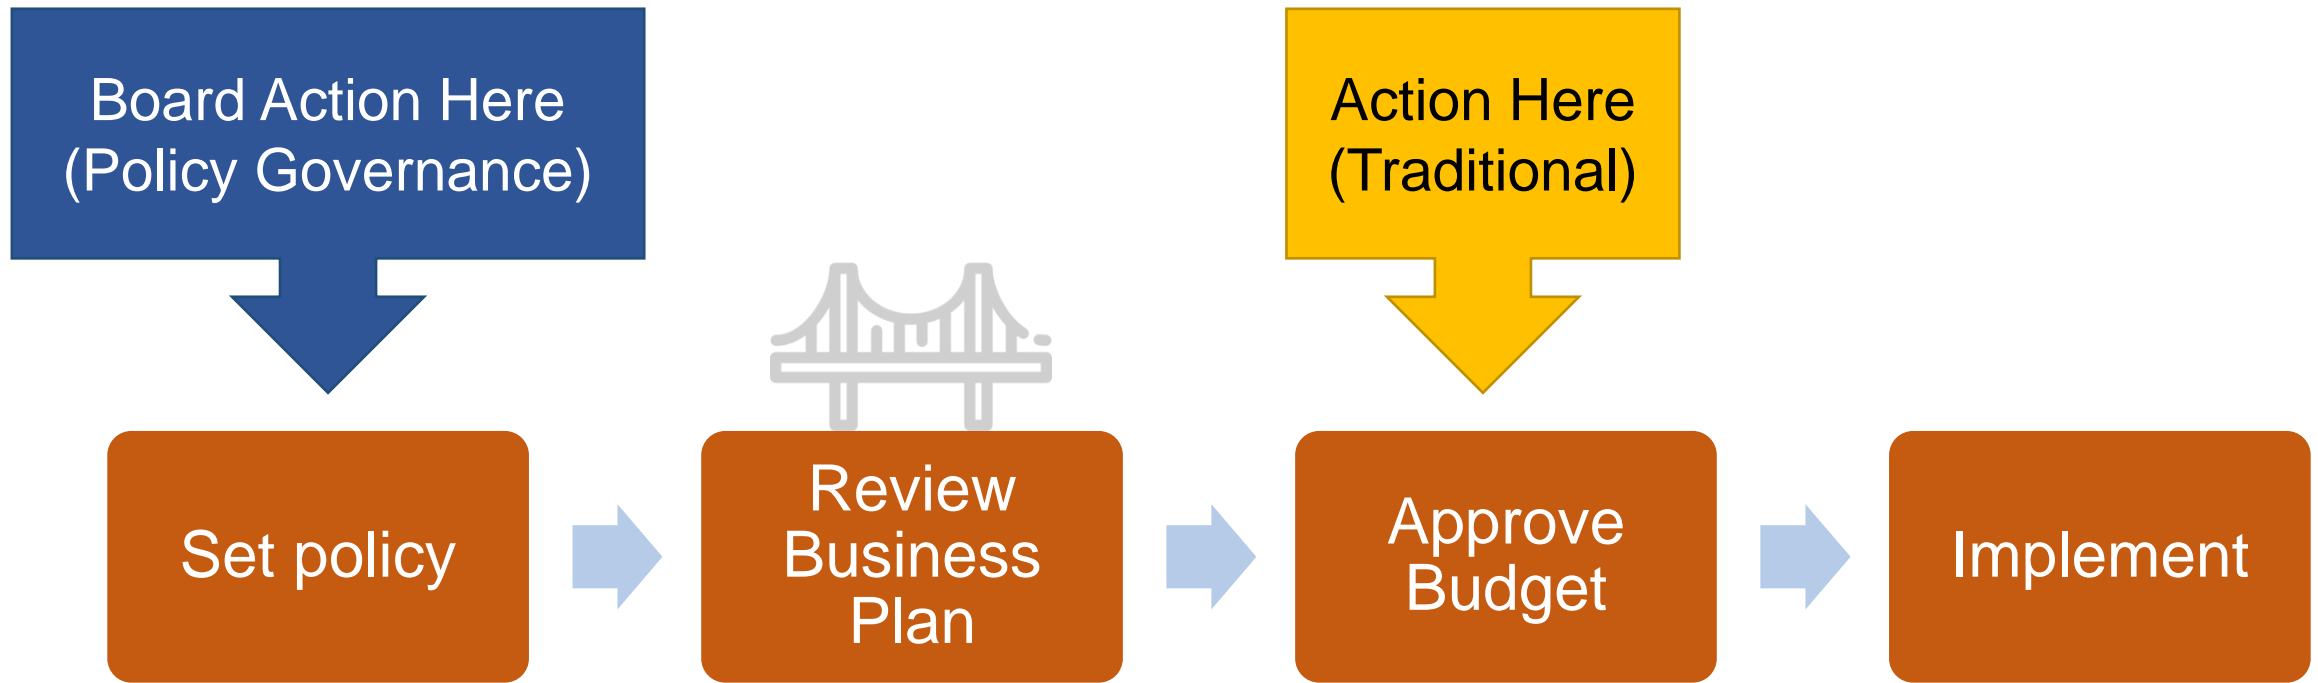 Board Action Here
(Policy Governance)
Action Here
(Traditional)
Set policy
Review
Business
Plan
Approve
Budget
Implement